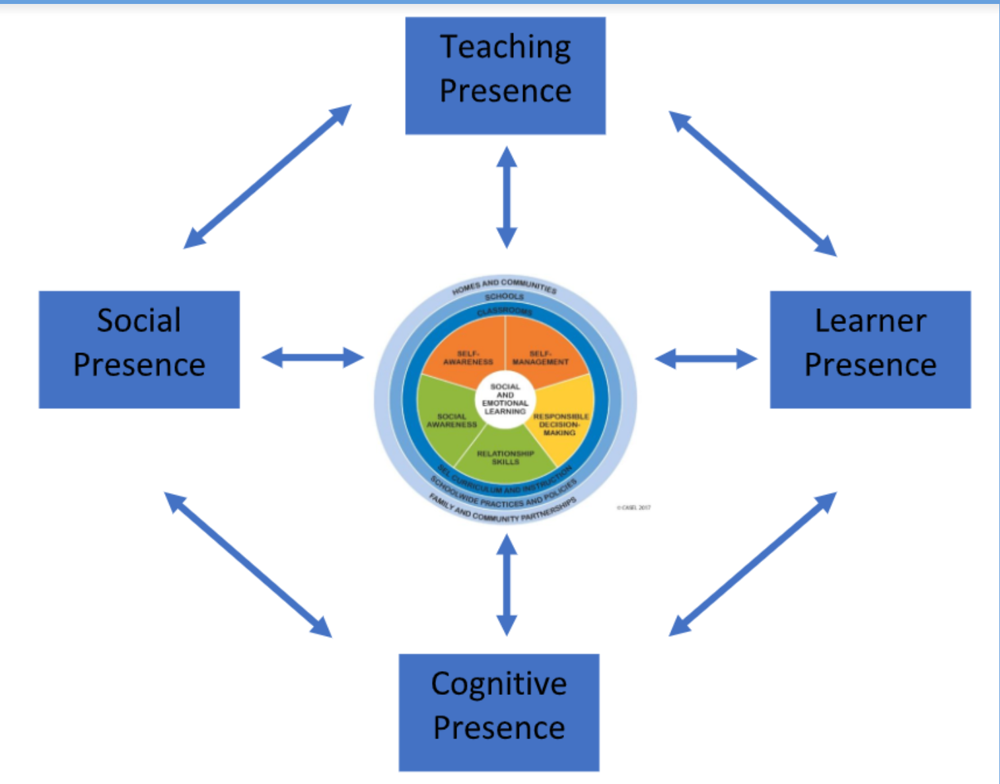 Teaching
Presence
Social
Presence
HOMES AND COMMUNITIES
SCHOOLS
CLASSROOMS
SELF-
AWARENESS
SELF-
MANAGEMENT
SOCIAL
AND
EMOTIONAL
LEARNING
SOCIAL
AWARENESS
RESPONSIBLE
DECISION-
MAKING
RELATIONSHIP
SKILLS
SEL CURRICULUM AND INSTRUCTION
SCHOOLWIDE PRACTICES AND POLICIES
FAMILY AND COMMUNITY PARTNERSHIPS
© CASEL 2017
Learner
Presence
Cognitive
Presence